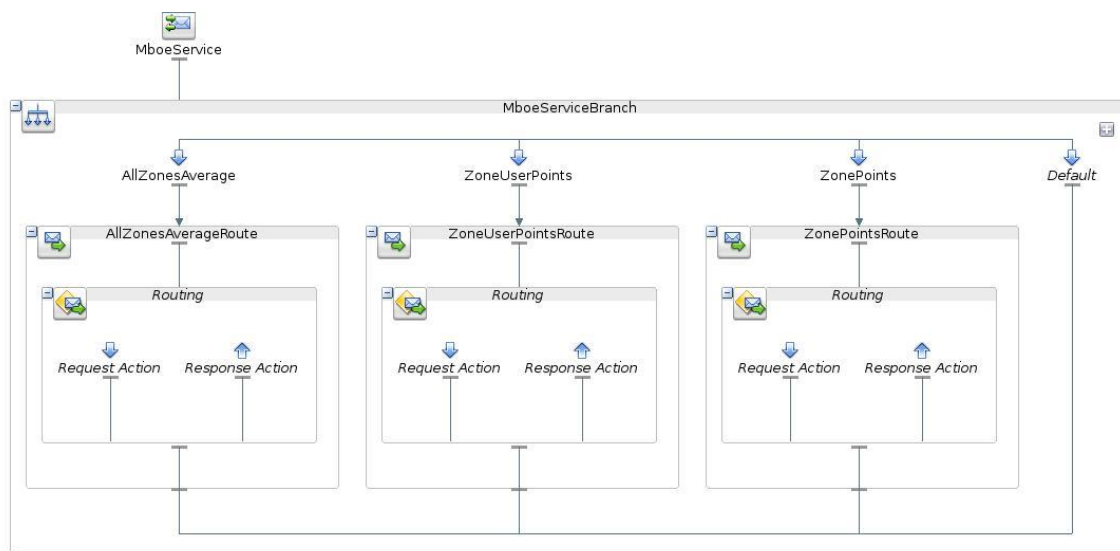 MboeService
MboeServiceBranch
AllZonesAverage ZoneUserPoints ZonePoints Default
AllZonesAverageRoute ZoneUserPointsRoute ZonePointsRoute
Routing Routing Routing
Request Action Response Action Request Action Response Action Request Action Response Action